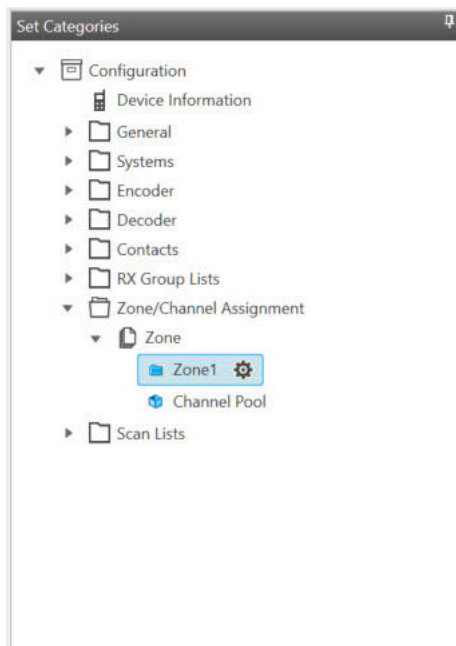 Set Categories
Configuration
Device Information
General
Systems
Encoder
Decoder
Contacts
RX Group Lists
Zone/Channel Assignment
Zone
Zone1
Channel Pool
Scan Lists